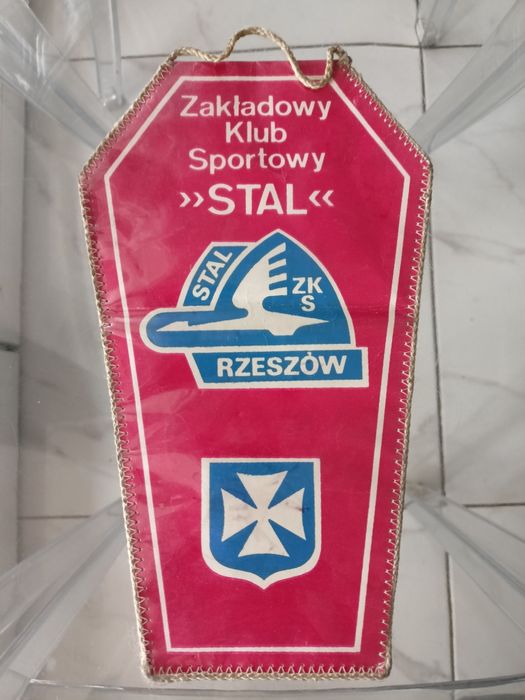 Zakładowy
Klub
Sportowy
»STAL«
STAL
ZK
S
RZESZÓW